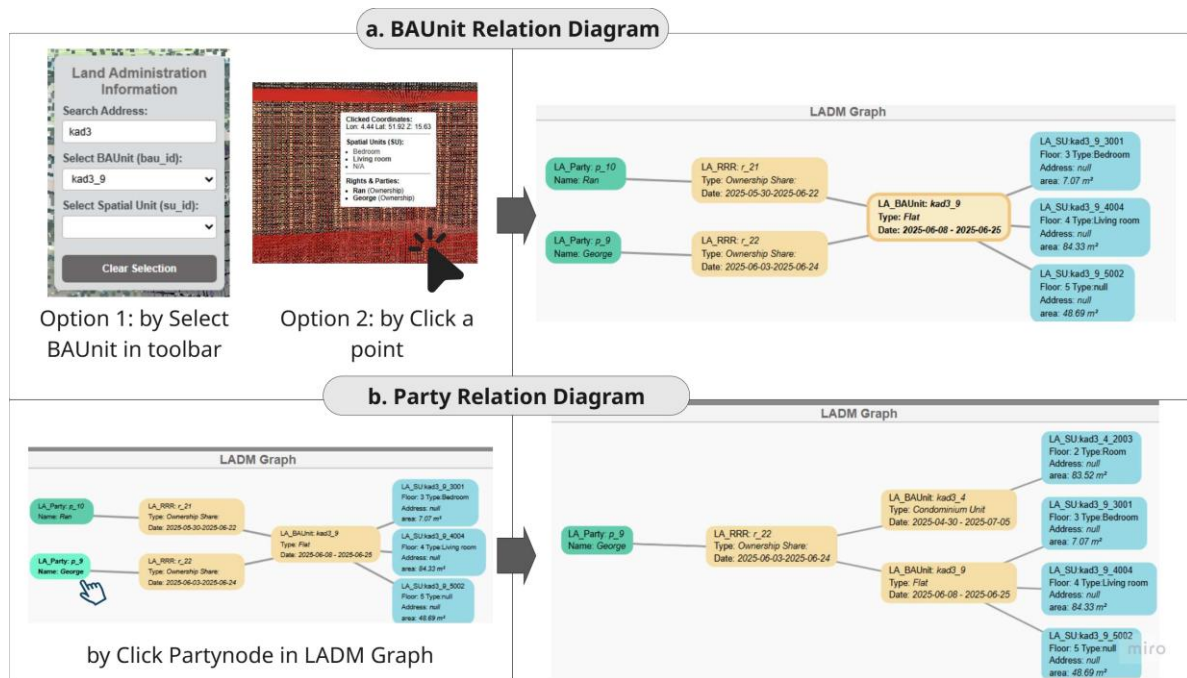 a. BAUnit Relation Diagram
Land Administration
Information
Search Address:
kad3
Select BAUnit (bau_id):
kad3_9
Select Spatial Unit (su_id):
Clear Selection
Option 1: by Select
BAUnit in toolbar
Clicked Coordinates:
Lon: 4.44 Lat: 51.92 Z: 15.63
Spatial Units (SU):
• Bedroom
• Living room
• N/A
Rights & Parties:
• Ran (Ownership)
• George (Ownership)
Option 2: by Click a
point
LADM Graph
LA_Party: p_10
Name: Ran
LA_Party: p_9
Name: George
LA_RRR: r_21
Type: Ownership Share:
Date: 2025-05-30-2025-06-22
LA_RRR: r_22
Type: Ownership Share:
Date: 2025-06-03-2025-06-24
LA_BAUnit: kad3_9
Type: Flat
Date: 2025-06-08 - 2025-06-25
LA_SU:kad3_9_3001
Floor: 3 Type:Bedroom
Address: null
area: 7.07 m²
LA_SU:kad3_9_4004
Floor: 4 Type:Living room
Address: null
area: 84.33 m²
LA_SU:kad3_9_5002
Floor: 5 Type:null
Address: null
area: 48.69 m²
b. Party Relation Diagram
LADM Graph
LA_Party: p_10
Name: Ran
LA_Party: p_9
Name: George
LA_RRR: r_21
Type: Ownership Share:
Date: 2025-05-30-2025-06-22
LA_RRR: r_22
Type: Ownership Share:
Date: 2025-06-03-2025-06-24
LA_BAUnit: kad3_9
Type: Flat
Date: 2025-06-08 - 2025-06-25
LA_SU:kad3_9_3001
Floor: 3 Type:Bedroom
Address: null
area: 7.07 m²
LA_SU:kad3_9_4004
Floor: 4 Type:Living room
Address: null
area: 84.33 m²
LA_SU:kad3_9_5002
Floor: 5 Type:null
Address: null
area: 48.69 m²
by Click Partynode in LADM Graph
LADM Graph
LA_Party: p_9
Name: George
LA_RRR: r_22
Type: Ownership Share:
Date: 2025-06-03-2025-06-24
LA_BAUnit: kad3_4
Type: Condominium Unit
Date: 2025-04-30 - 2025-07-05
LA_BAUnit: kad3_9
Type: Flat
Date: 2025-06-08 - 2025-06-25
LA_SU:kad3_4_2003
Floor: 2 Type:Room
Address: null
area: 83.52 m²
LA_SU:kad3_9_3001
Floor: 3 Type:Bedroom
Address: null
area: 7.07 m²
LA_SU:kad3_9_4004
Floor: 4 Type:Living room
Address: null
area: 84.33 m²
LA_SU:kad3_9_5002
Floor: 5 Type:null
Address: null
area: 48.69 m²
miro